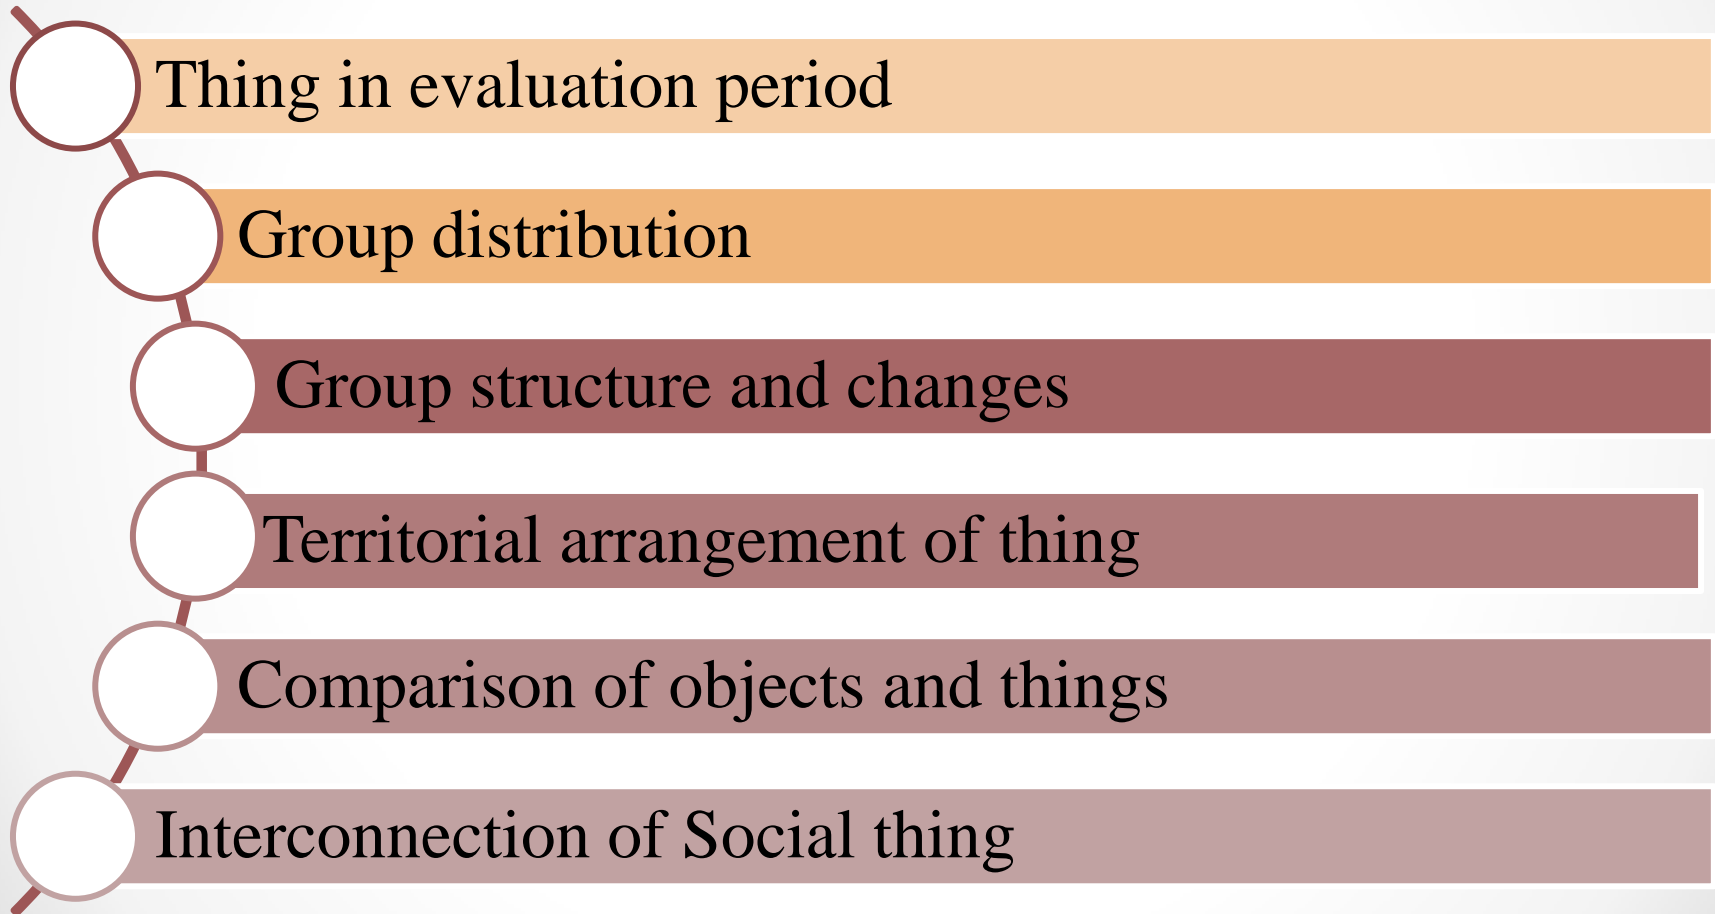 Thing in evaluation period
Group distribution
Group structure and changes
Territorial arrangement of thing
Comparison of objects and things
Interconnection of Social thing